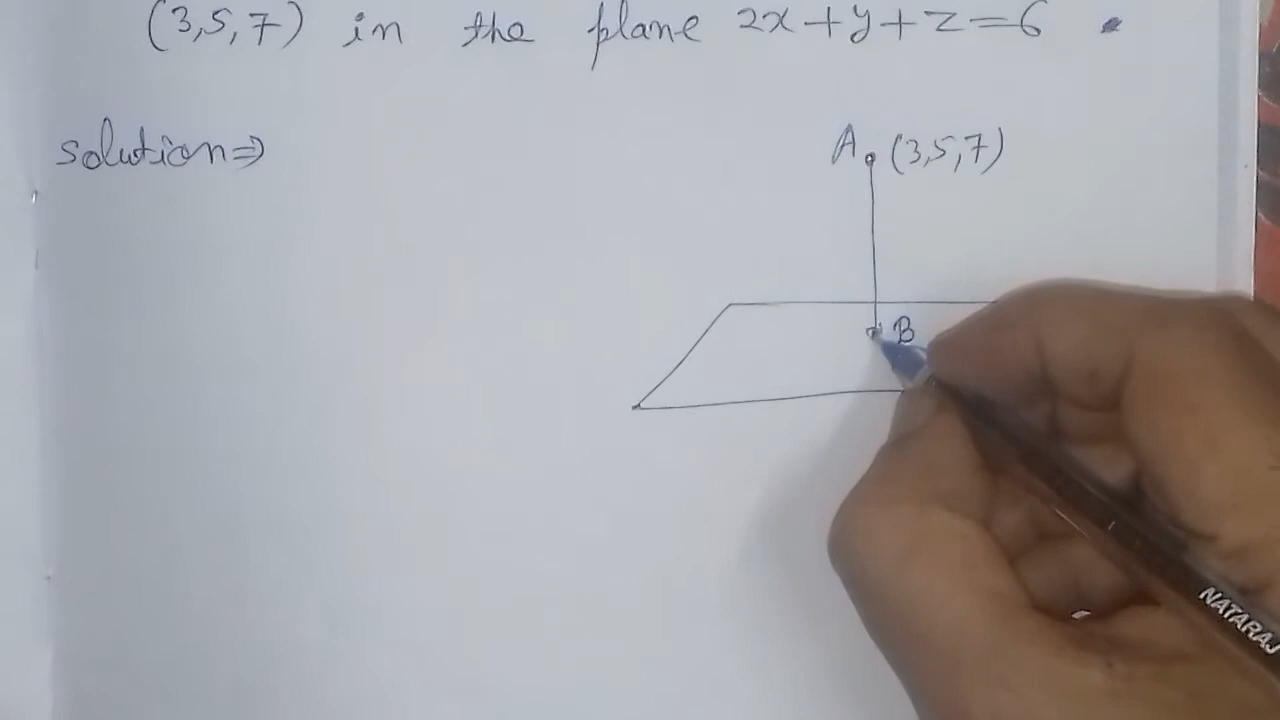 (3,5,7) in the plane 2x+y+z=6.
solution⇒
A. (3,5,7)
B
NATARAJ